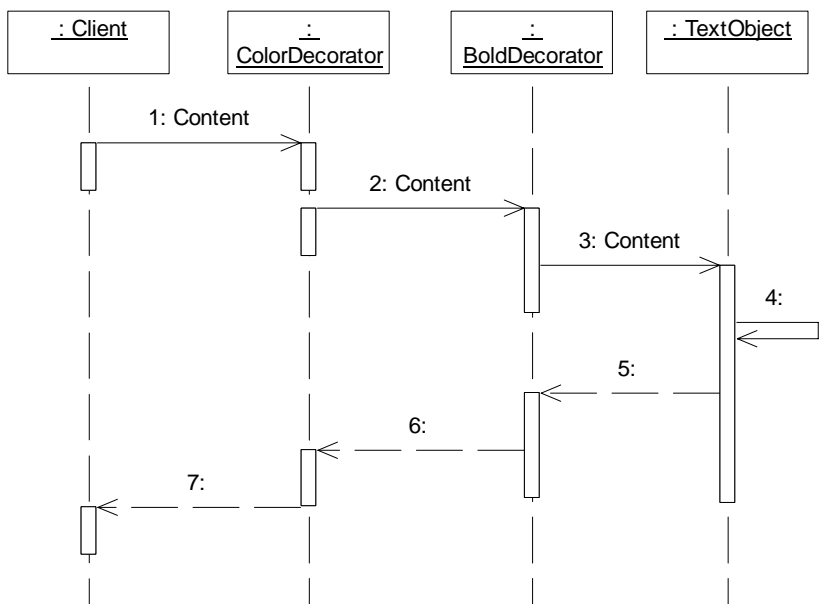 : Client
:
ColorDecorator
:
BoldDecorator
: TextObject
1: Content
2: Content
3: Content
4:
5:
6:
7: